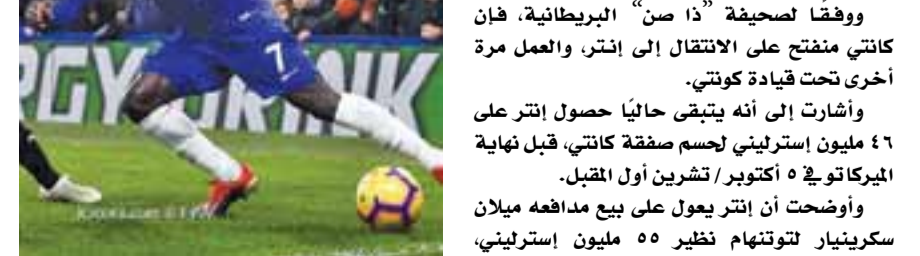 ووفقًا لصحيفة "ذا صن" البريطانية، فإن
كانتي منفتح على الانتقال إلى إنتر، والعمل مرة
أخرى تحت قيادة كونتي.
وأشارت إلى أنه يتبقى حاليًا حصول إنتر على
٤٦ مليون إسترليني لحسم صفقة كانتي، قبل نهاية
الميركاتو في ٥ أكتوبر/ تشرين أول المقبل.
وأوضحت أن إنتر يعول على بيع مدافعه ميلان
سكرينيار لتوتنهام نظير ٥٥ مليون إسترليني،
7